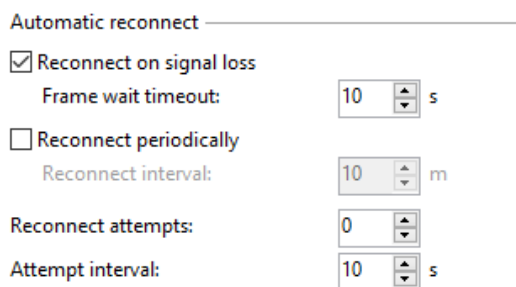 Automatic reconnect
Reconnect on signal loss
Frame wait timeout: 10 s
Reconnect periodically
Reconnect interval: 10 m
Reconnect attempts: 0
Attempt interval: 10 s